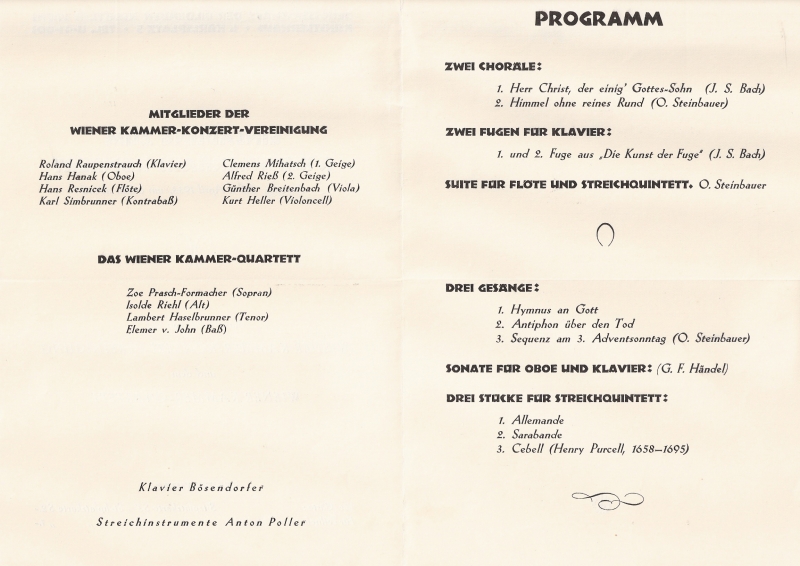 MITGLIEDER DER
WIENER KAMMER-KONZERT-VEREINIGUNG
Roland Raupenstrauch (Klavier)
Hans Hanak (Oboe)
Hans Resnicek (Flöte)
Karl Simbrunner (Kontrabaß)
Clemens Mihatsch (1. Geige)
Alfred Rieß (2. Geige)
Günther Breitenbach (Viola)
Kurt Heller (Violoncell)
DAS WIENER KAMMER-QUARTETT
Zoe Prasch-Formacher (Sopran)
Isolde Riehl (Alt)
Lambert Haselbrunner (Tenor)
Elemer v. John (Baß)
Klavier Bösendorfer
Streichinstrumente Anton Poller
PROGRAMM
ZWEI CHORÄLE:
1. Herr Christ, der einig' Gottes-Sohn (J. S. Bach)
2. Himmel ohne reines Rund (O. Steinbauer)
ZWEI FUGEN FÜR KLAVIER:
1. und 2. Fuge aus „Die Kunst der Fuge“ (J. S. Bach)
SUITE FÜR FLÖTE UND STREICHQUINTETT. O. Steinbauer
DREI GESÄNGE:
1. Hymnus an Gott
2. Antiphon über den Tod
3. Sequenz am 3. Adventsonntag (O. Steinbauer)
SONATE FÜR OBOE UND KLAVIER: (G. F. Händel)
DREI STÜCKE FÜR STREICHQUINTETT:
1. Allemande
2. Sarabande
3. Cebell (Henry Purcell, 1658—1695)